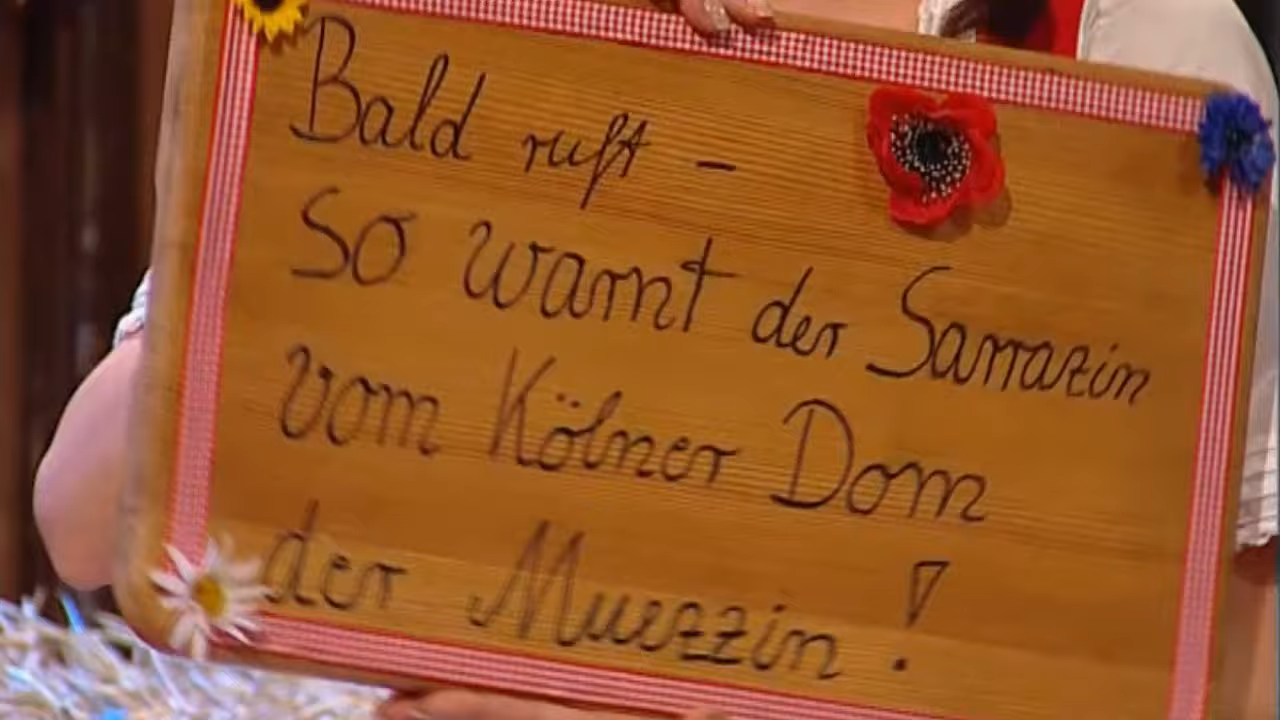 Bald ruft -
So warnt der Sarrazin
vom Kölner Dom
der Muezzin!